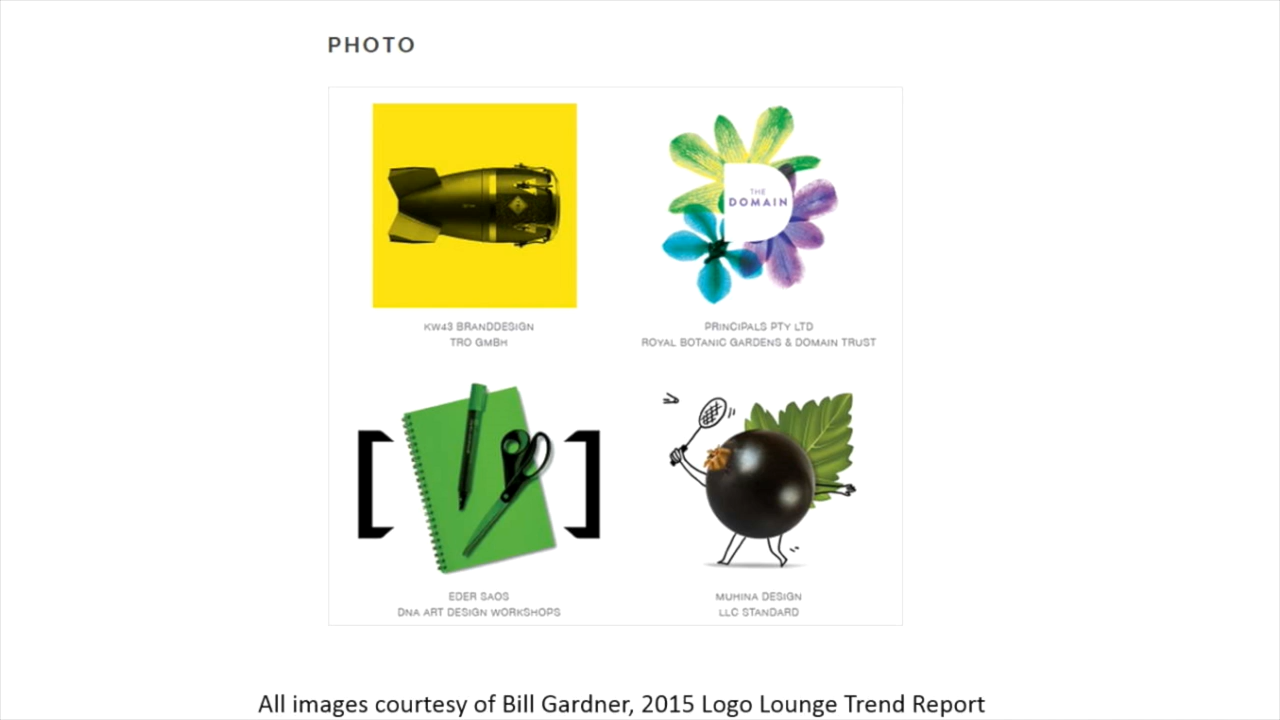 PHOTO
THE
DOMAIN
KW43 BRANDDESIGN
TRO GMBH
PRINCIPALS PTY LTD
ROYAL BOTANIC GARDENS & DOMAIN TRUST
EDER SAOS
DNA ART DESIGN WORKSHOPS
MUHINA DESIGN
LLC STANDARD
All images courtesy of Bill Gardner, 2015 Logo Lounge Trend Report